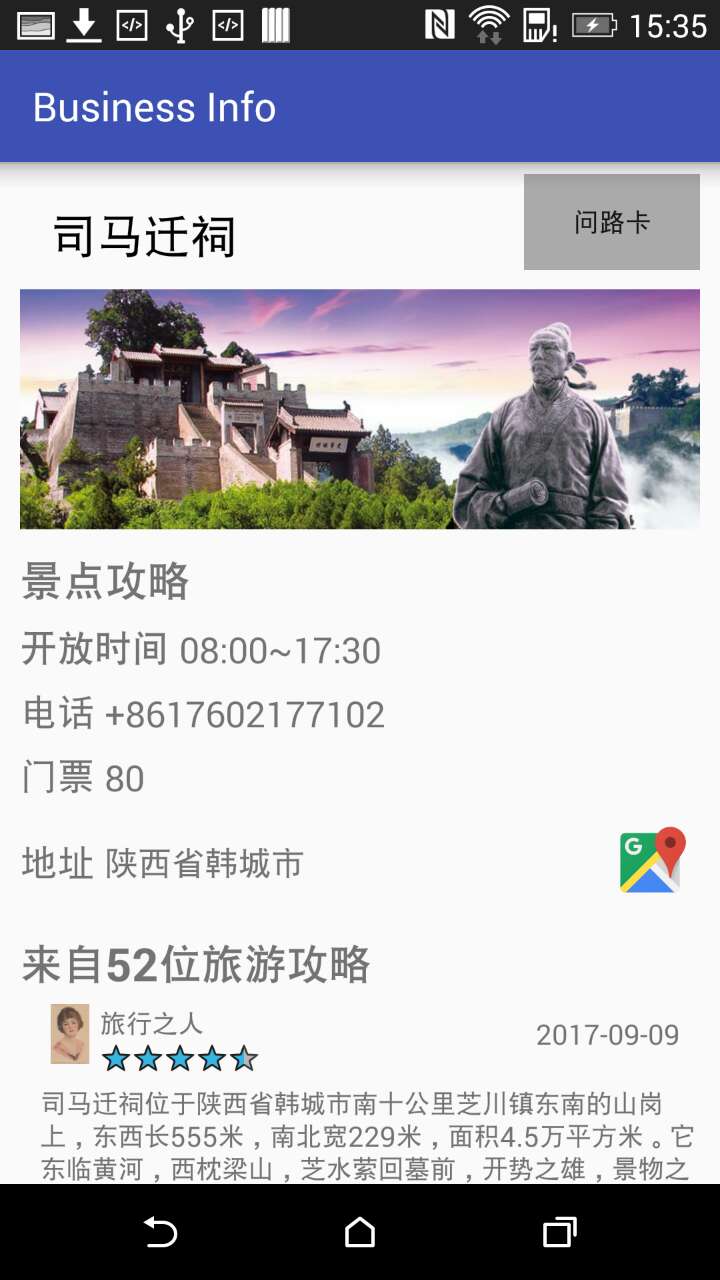 15:35
Business Info
司马迁祠
问路卡
景点攻略
开放时间 08:00~17:30
电话 +8617602177102
门票 80
地址 陕西省韩城市
来自52位旅游攻略
旅行之人
2017-09-09
司马迁祠位于陕西省韩城市南十公里芝川镇东南的山岗
上，东西长555米，南北宽229米，面积4.5万平方米。它
东临黄河，西枕梁山，芝水萦回墓前，开势之雄，景物之